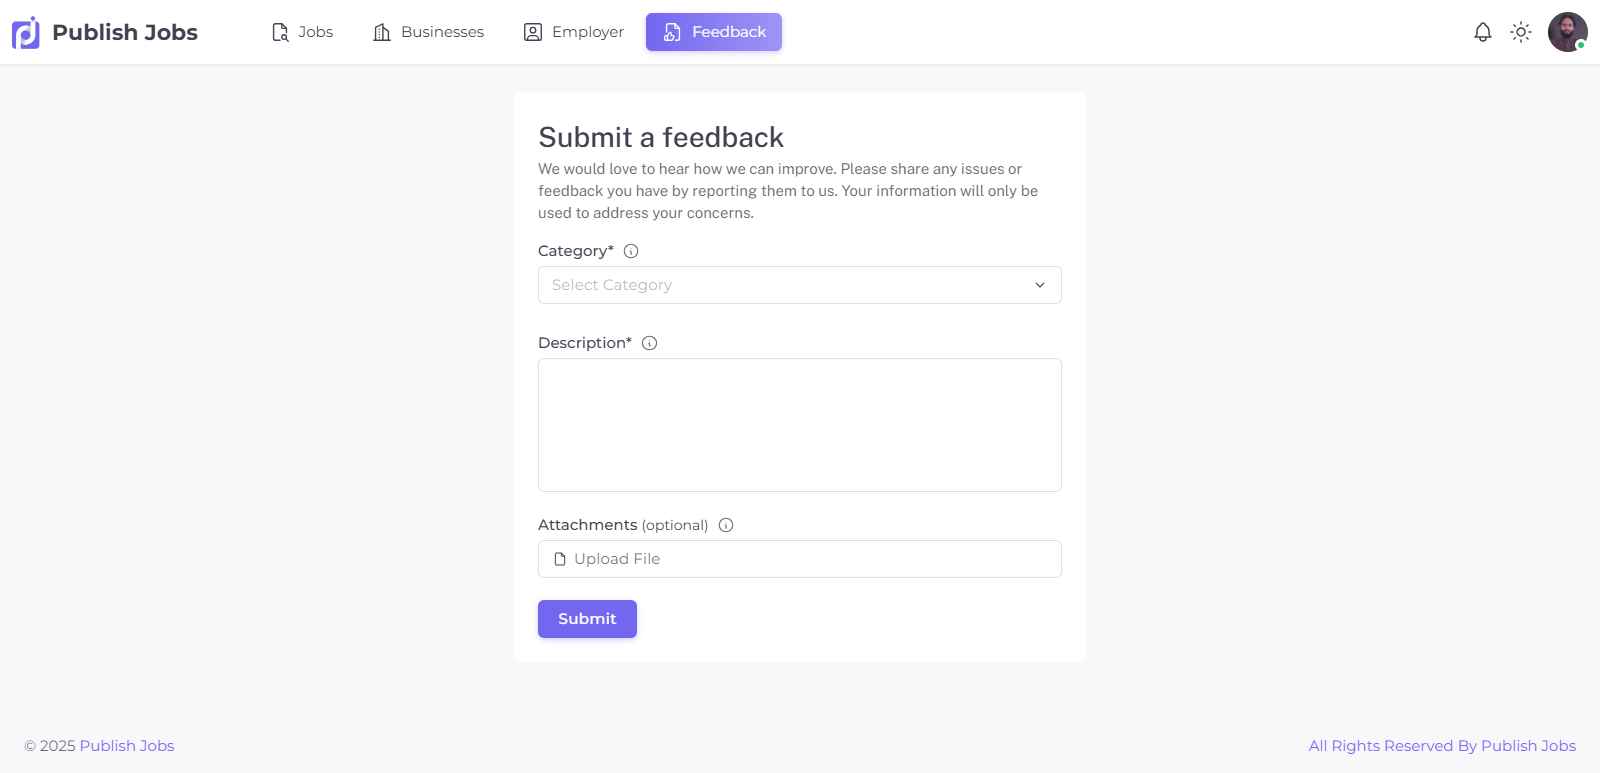 Publish Jobs
Jobs
Businesses
Employer
Feedback
Submit a feedback
We would love to hear how we can improve. Please share any issues or
feedback you have by reporting them to us. Your information will only be
used to address your concerns.
Category*
Select Category
Description*
Attachments (optional)
Upload File
Submit
© 2025 Publish Jobs
All Rights Reserved By Publish Jobs